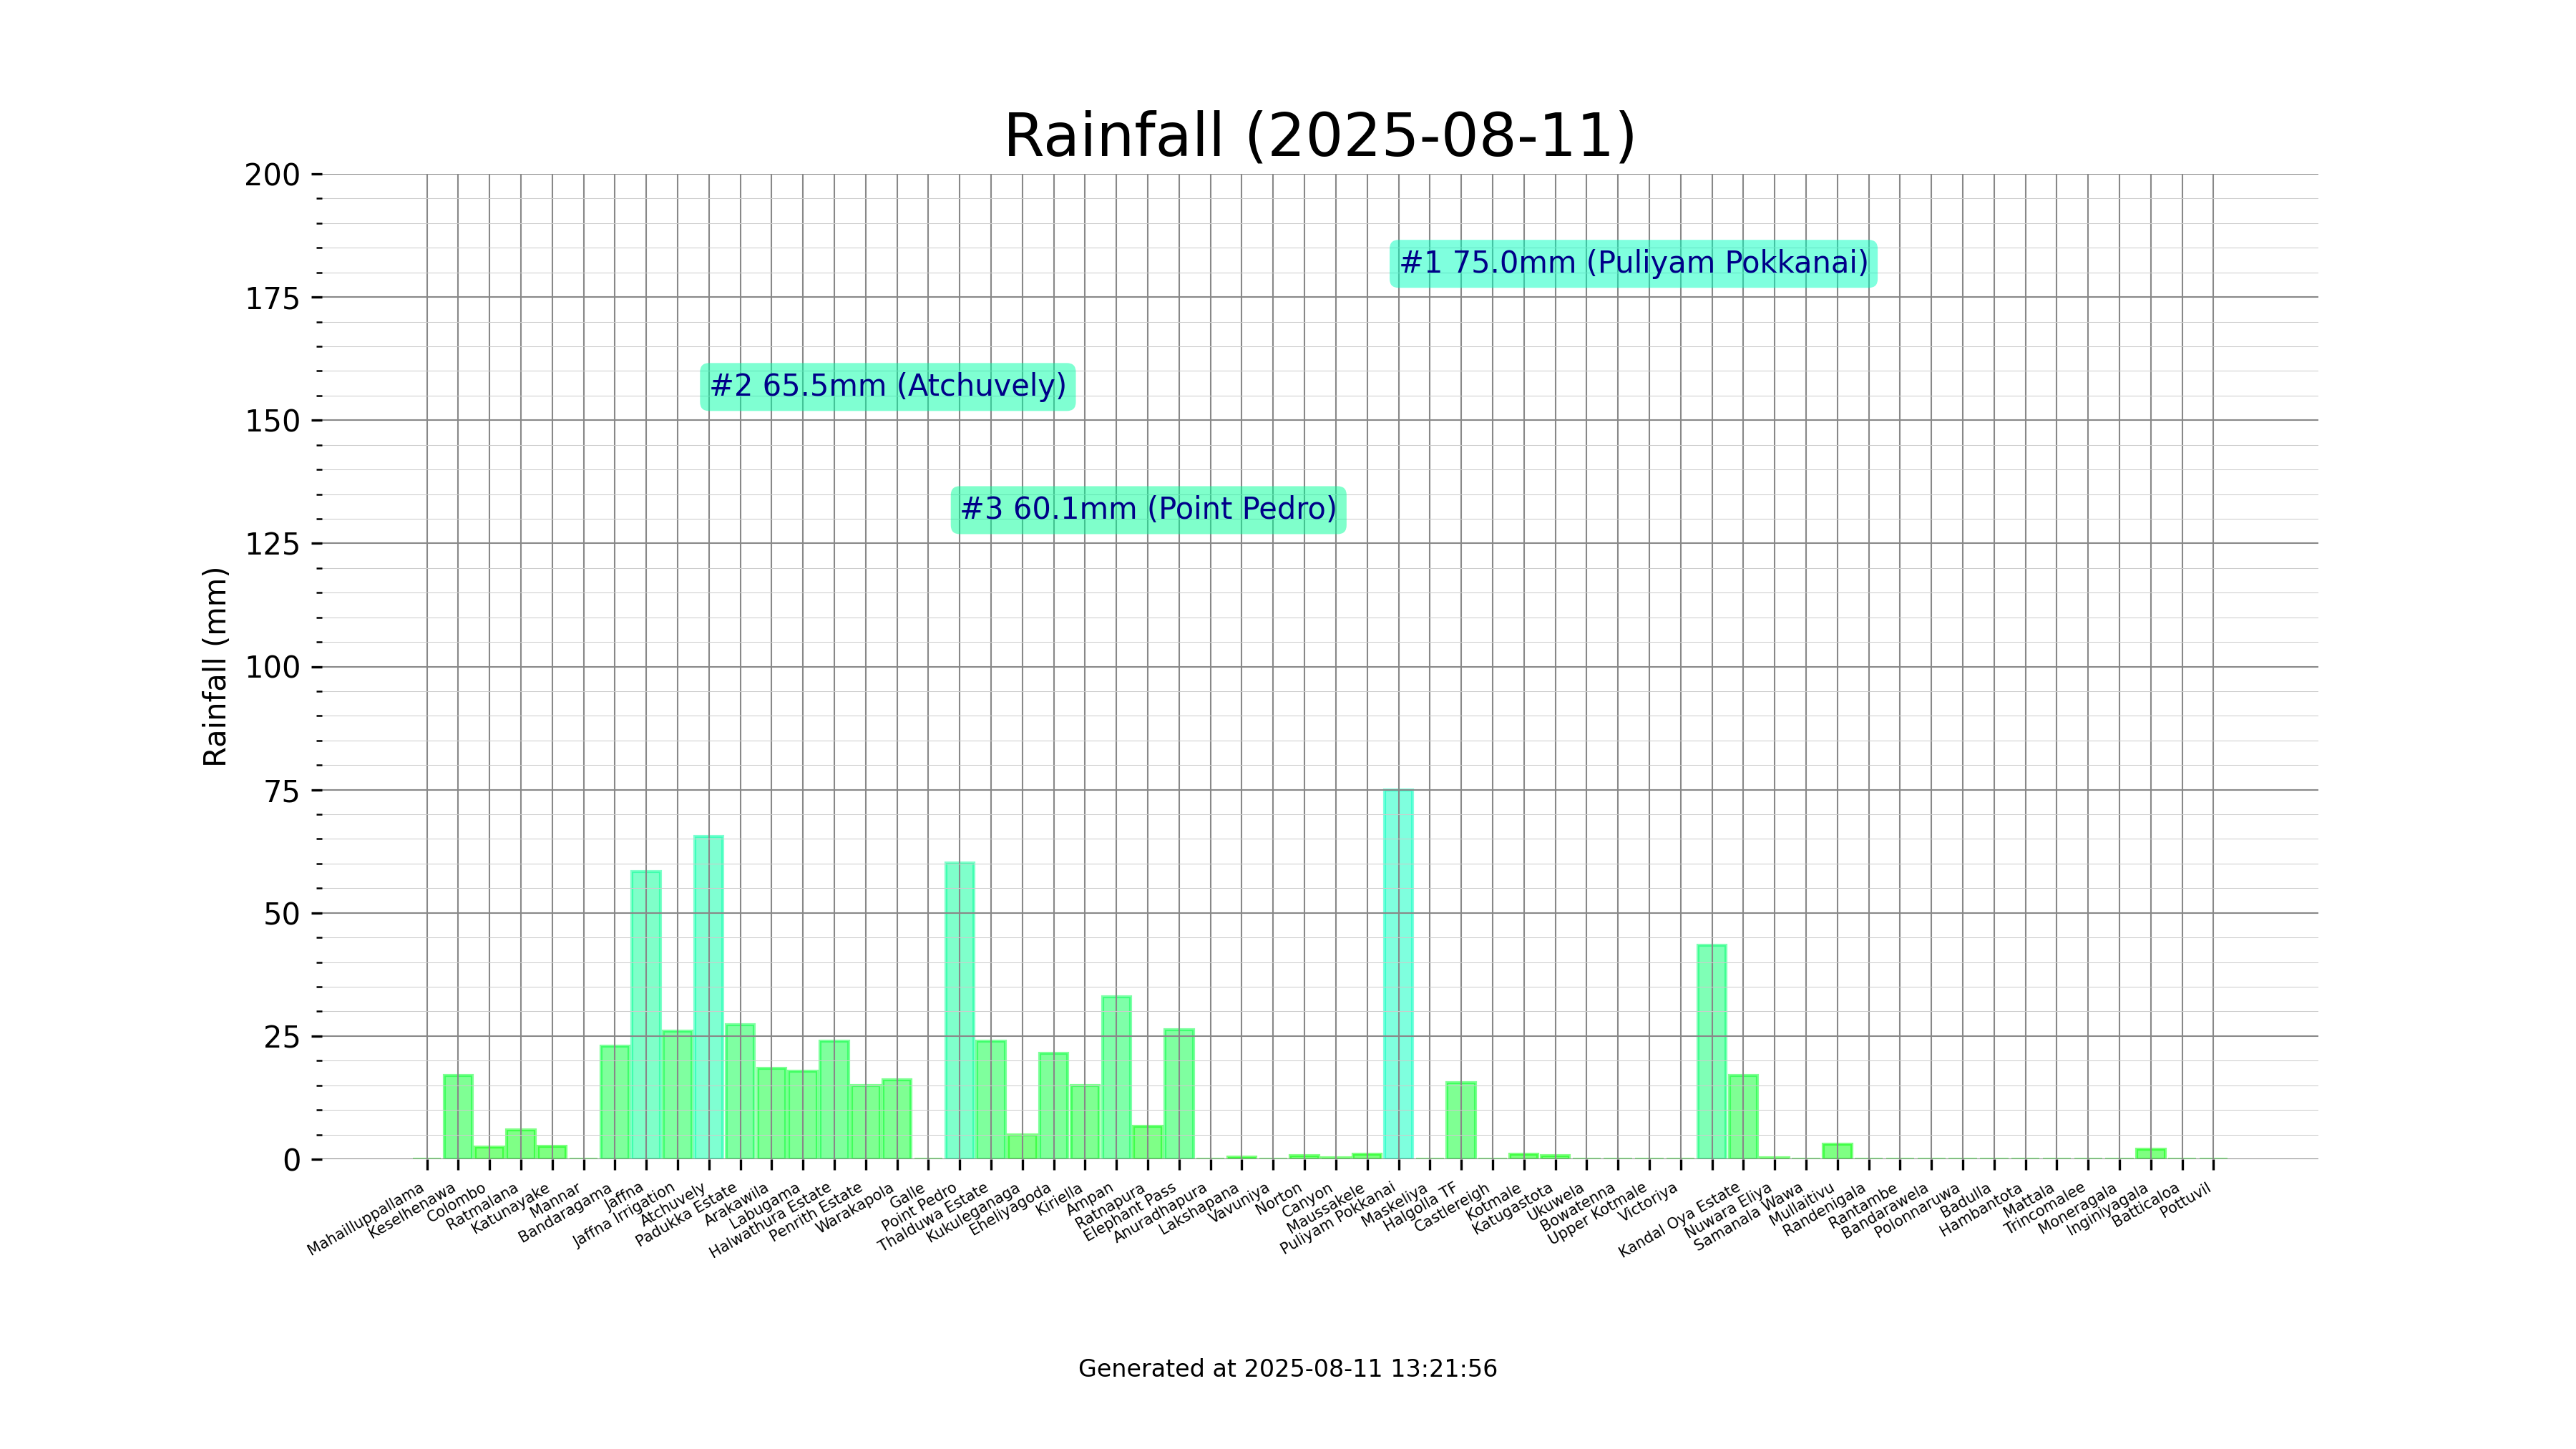 Rainfall (2025-08-11)
200
175
150
125
100
75
50
25
0
Rainfall (mm)
#1 75.0mm (Puliyam Pokkanai)
#2 65.5mm (Atchuvely)
#3 60.1mm (Point Pedro)
Mahailluppallama
Keselhenawa
Colombo
Ratmalana
Katunayake
Mannar
Bandaragama
Jaffna
Jaffna Irrigation
Atchuvely
Padukka Estate
Arakawila
Labugama
Halwathura Estate
Penrith Estate
Warakapola
Galle
Point Pedro
Thalduwa Estate
Kukuleganaga
Eheliyagoda
Kiriella
Ampan
Ratnapura
Elephant Pass
Anuradhapura
Lakshapana
Vavuniya
Norton
Canyon
Maussakele
Puliyam Pokkanai
Maskeliya
Halgolla TF
Castlereigh
Kotmale
Katugastota
Ukuwela
Bowatenna
Upper Kotmale
Victoriya
Kandal Oya Estate
Nuwara Eliya
Samanala Wawa
Mullaitivu
Randenigala
Rantambe
Bandarawela
Polonnaruwa
Badulla
Hambantota
Mattala
Trincomalee
Moneragala
Inginiyagala
Batticaloa
Pottuvil
Generated at 2025-08-11 13:21:56